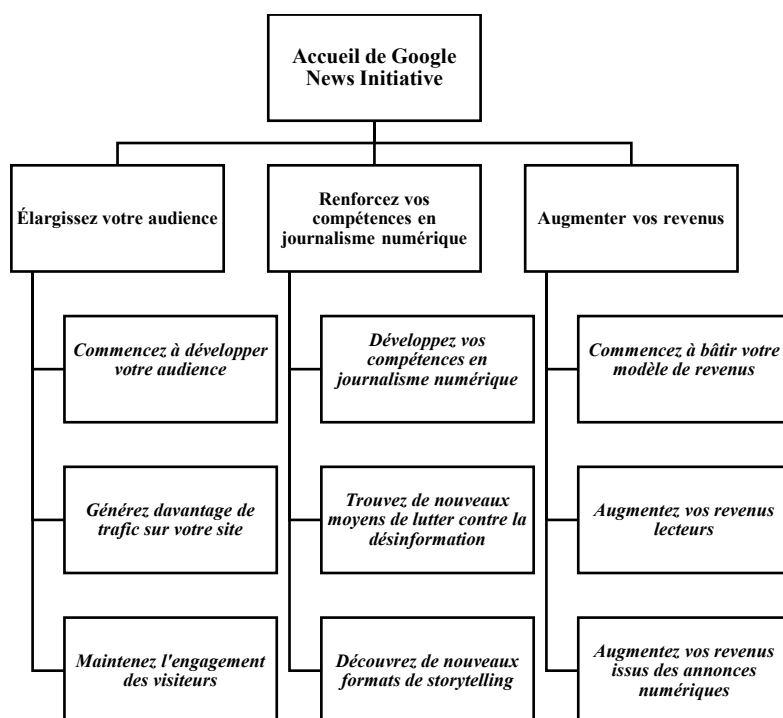 Accueil de Google
News Initiative
Élargissez votre audience
Renforcez vos
compétences en
journalisme numérique
Augmenter vos revenus
Commencez à développer
votre audience
Développez vos
compétences en
journalisme numérique
Commencez à bâtir votre
modèle de revenus
Générez davantage de
trafic sur votre site
Trouvez de nouveaux
moyens de lutter contre la
désinformation
Augmentez vos revenus
lecteurs
Maintenez l'engagement
des visiteurs
Découvrez de nouveaux
formats de storytelling
Augmentez vos revenus
issus des annonces
numériques